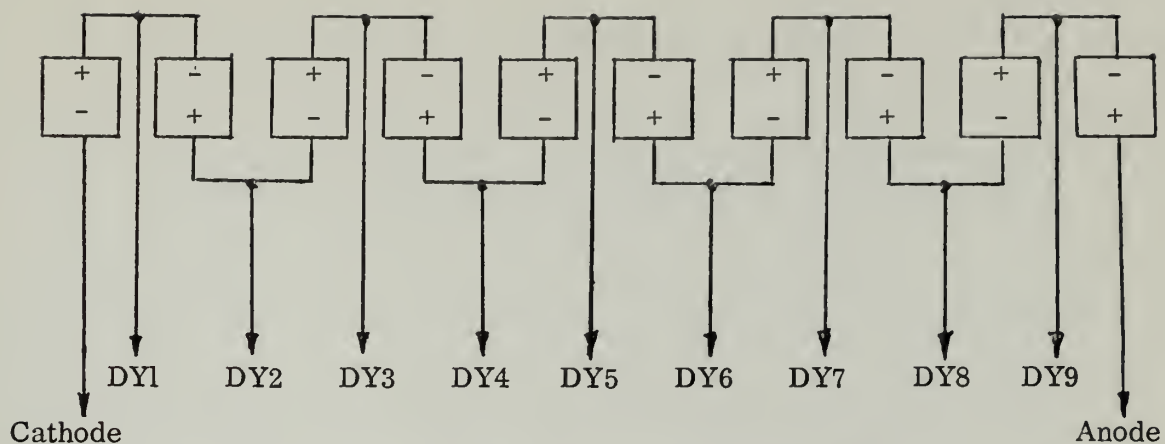 + - + - + - + - + -
- + - + - + - + - +
DY1 DY2 DY3 DY4 DY5 DY6 DY7 DY8 DY9
Cathode Anode